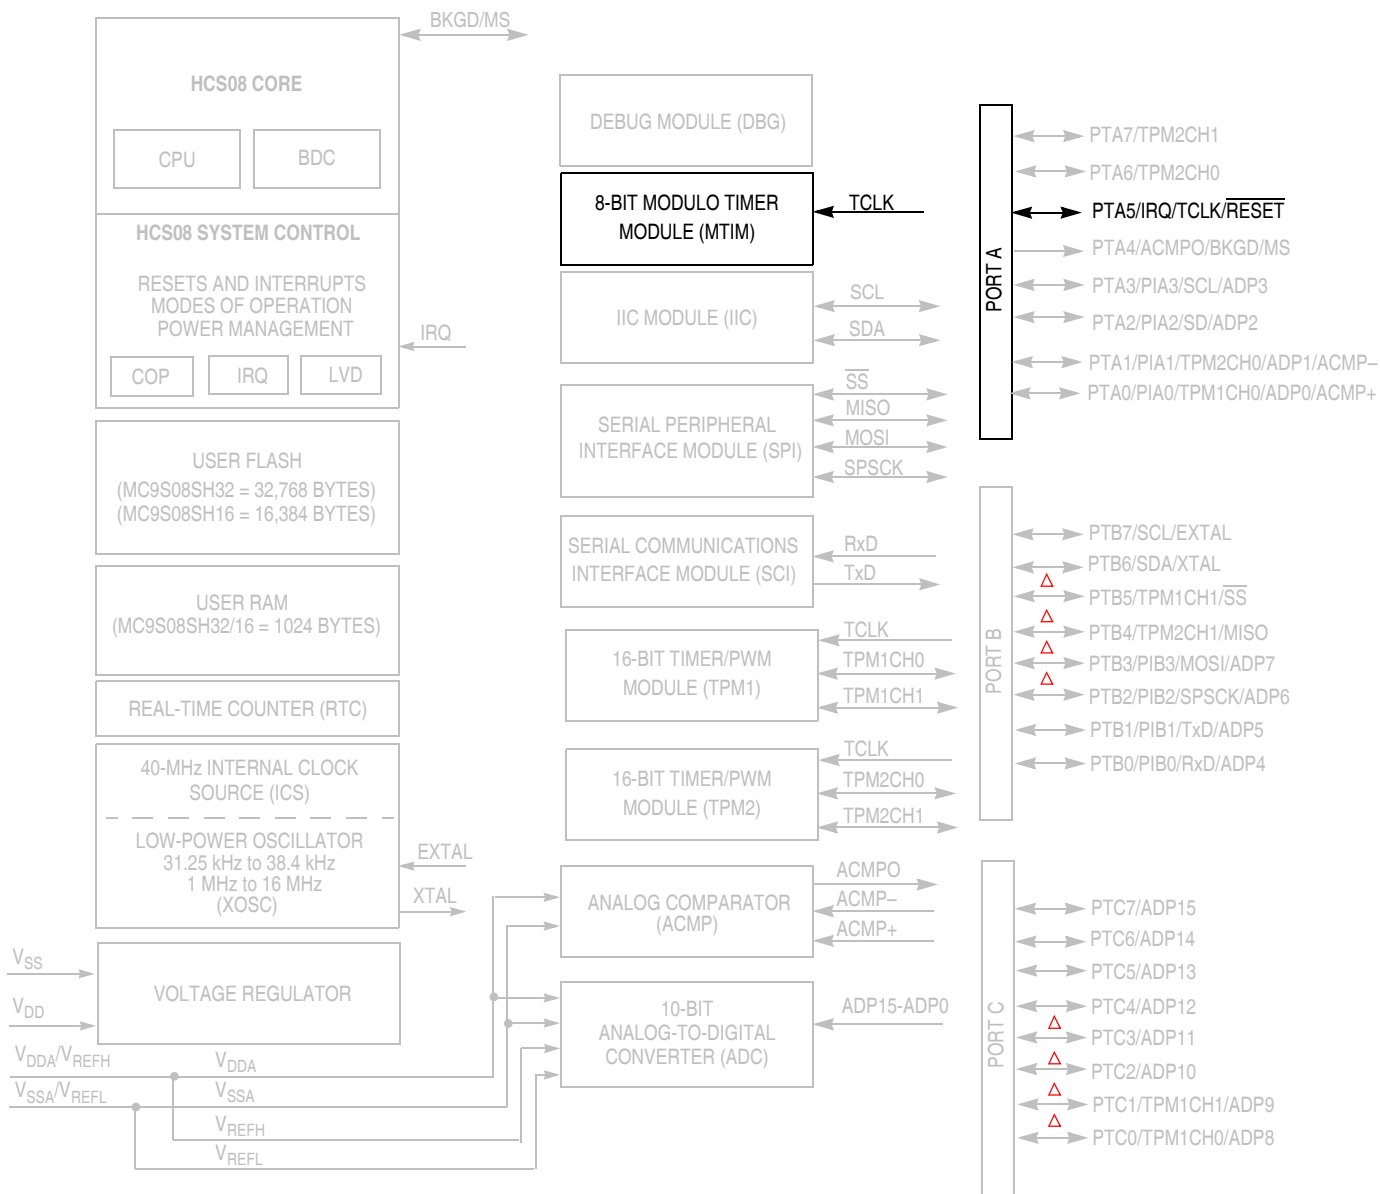 BKGD/MS
HCS08 CORE
CPU
BDC
HCS08 SYSTEM CONTROL
RESETS AND INTERRUPTS
MODES OF OPERATION
POWER MANAGEMENT
IRQ
COP
IRQ
LVD
USER FLASH
(MC9S08SH32 = 32,768 BYTES)
(MC9S08SH16 = 16,384 BYTES)
USER RAM
(MC9S08SH32/16 = 1024 BYTES)
REAL-TIME COUNTER (RTC)
40-MHz INTERNAL CLOCK
SOURCE (ICS)
LOW-POWER OSCILLATOR
31.25 kHz to 38.4 kHz
1 MHz to 16 MHz
(XOSC)
EXTAL
XTAL
VSS
VDD
VOLTAGE REGULATOR
VDDA/VREFH
VSSA/VREFL
VDDA
VSSA
VREFH
VREFL
DEBUG MODULE (DBG)
8-BIT MODULO TIMER
MODULE (MTIM)
TCLK
IIC MODULE (IIC)
SCL
SDA
SERIAL PERIPHERAL
INTERFACE MODULE (SPI)
SS
MISO
MOSI
SPSCK
SERIAL COMMUNICATIONS
INTERFACE MODULE (SCI)
RxD
TxD
16-BIT TIMER/PWM
MODULE (TPM1)
TCLK
TPM1CH0
TPM1CH1
16-BIT TIMER/PWM
MODULE (TPM2)
TCLK
TPM2CH0
TPM2CH1
ANALOG COMPARATOR
(ACMP)
ACMPO
ACMP–
ACMP+
10-BIT
ANALOG-TO-DIGITAL
CONVERTER (ADC)
ADP15-ADP0
PORT A
PTA7/TPM2CH1
PTA6/TPM2CH0
PTA5/IRQ/TCLK/RESET
PTA4/ACMPO/BKGD/MS
PTA3/PIA3/SCL/ADP3
PTA2/PIA2/SD/ADP2
PTA1/PIA1/TPM2CH0/ADP1/ACMP–
PTA0/PIA0/TPM1CH0/ADP0/ACMP+
PORT B
PTB7/SCL/EXTAL
PTB6/SDA/XTAL
PTB5/TPM1CH1/SS
PTB4/TPM2CH1/MISO
PTB3/PIB3/MOSI/ADP7
PTB2/PIB2/SPSCK/ADP6
PTB1/PIB1/TxD/ADP5
PTB0/PIB0/RxD/ADP4
PORT C
PTC7/ADP15
PTC6/ADP14
PTC5/ADP13
PTC4/ADP12
PTC3/ADP11
PTC2/ADP10
PTC1/TPM1CH1/ADP9
PTC0/TPM1CH0/ADP8